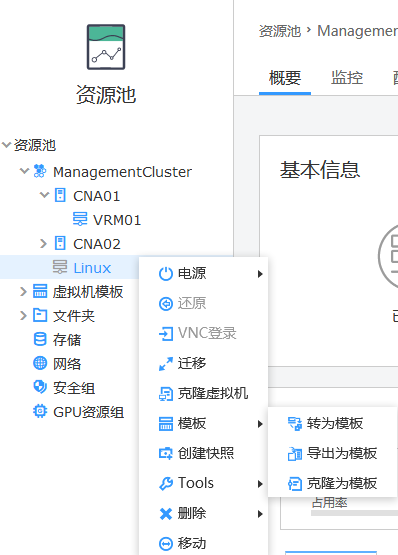 资源池
资源池 › Managemen
概要 监控
资源池
ManagementCluster
CNA01
VRM01
CNA02
Linux
虚拟机模板
文件夹
存储
网络
安全组
GPU资源组
基本信息
电源
还原
VNC登录
迁移
克隆虚拟机
模板
创建快照
Tools
删除
移动
转为模板
导出为模板
克隆为模板
占用率